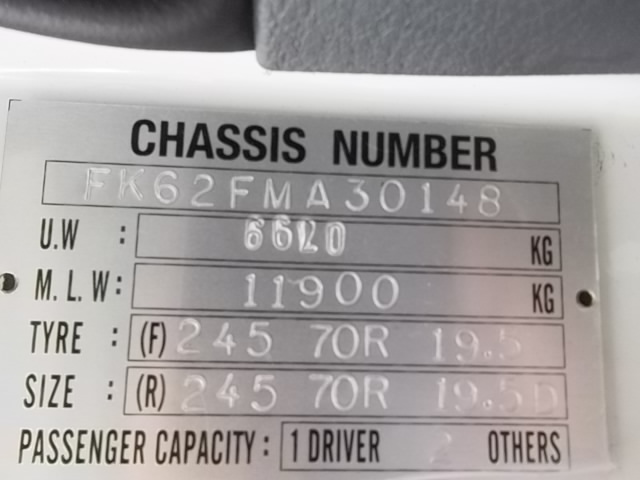 CHASSIS NUMBER
FK62FMA30148
U.W : 66L0 KG
M.L.W: 11900 KG
TYRE : (F) 245 70R 19.5
SIZE : (R) 245 70R 19.5D
PASSENGER CAPACITY: 1 DRIVER 2 OTHERS